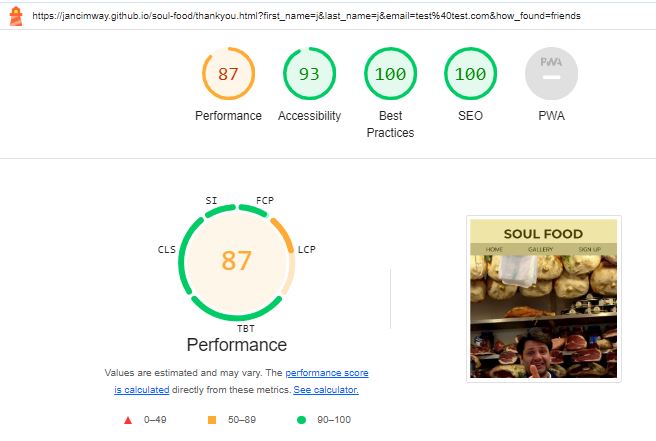 https://jancimway.github.io/soul-food/thankyou.html?first_name=j&last_name=j&email=test%40test.com&how_found=friends
87 93 100 100 PWA
Performance Accessibility Best Practices SEO PWA
SI FCP
CLS LCP
87
TBT
Performance
Values are estimated and may vary. The performance score
is calculated directly from these metrics. See calculator.
0–49 50–89 90–100
SOUL FOOD
HOME GALLERY SIGN UP